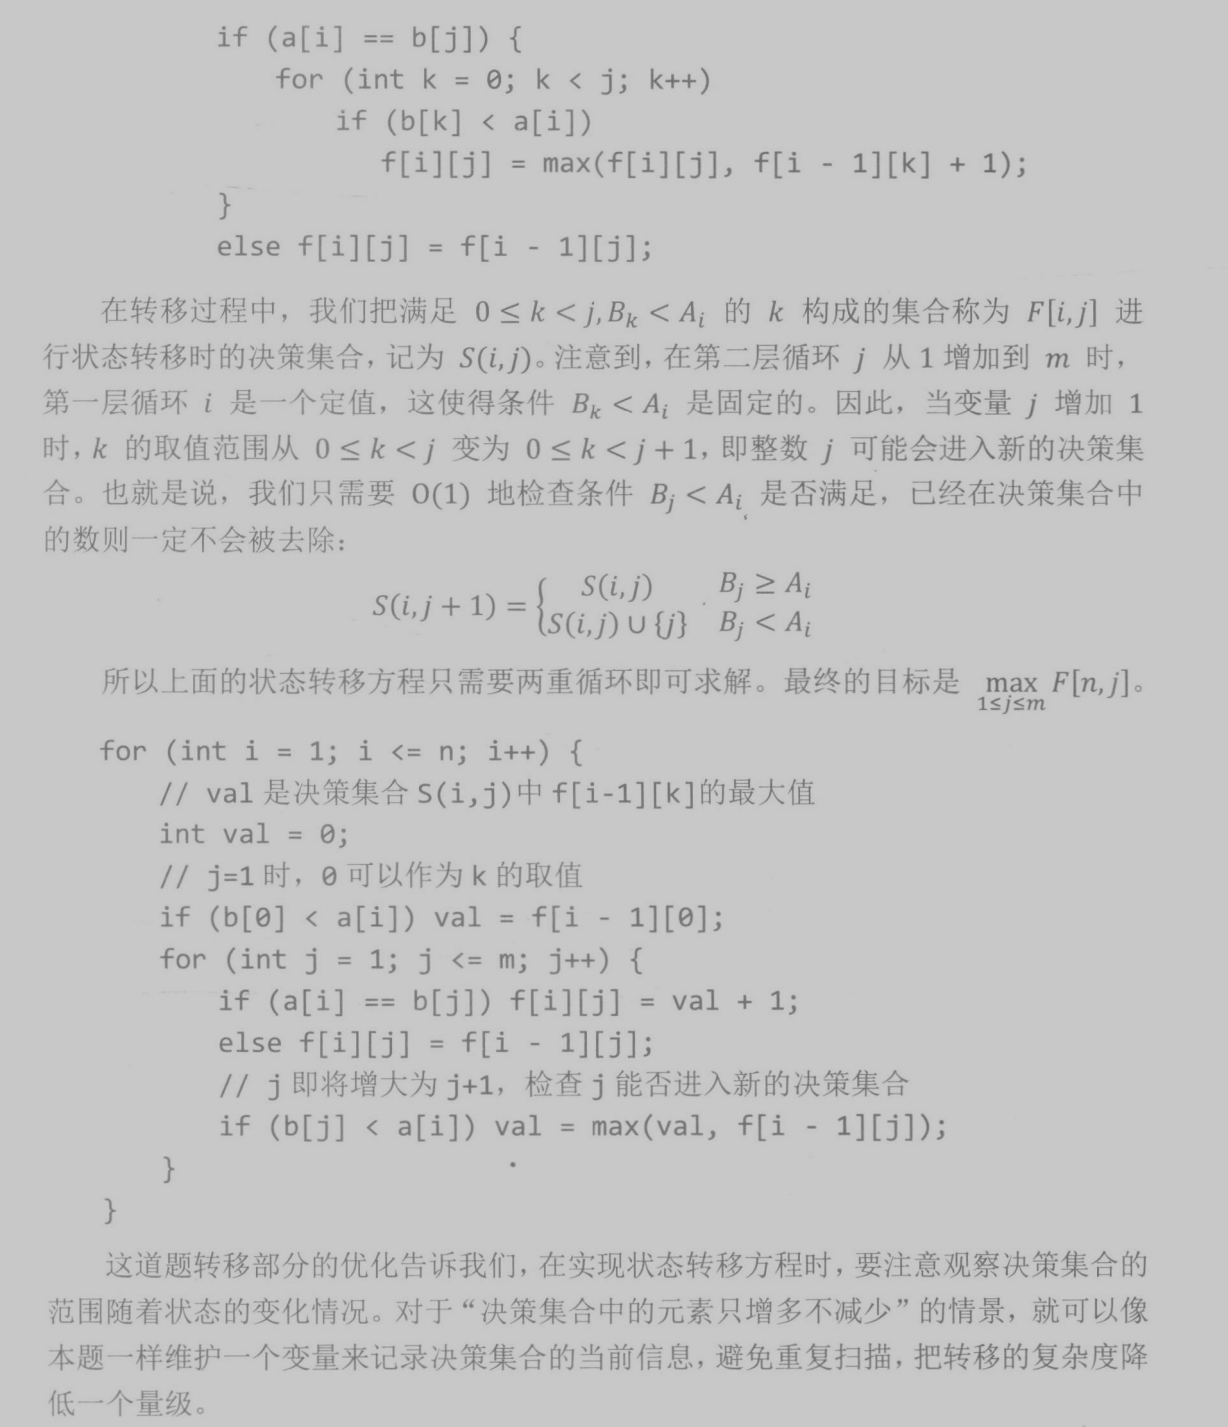 if (a[i] == b[j]) {
for (int k = 0; k < j; k++)
if (b[k] < a[i])
f[i][j] = max(f[i][j], f[i - 1][k] + 1);
}
else f[i][j] = f[i - 1][j];
在转移过程中，我们把满足 0 ≤ k < j, B_k < A_i 的 k 构成的集合称为 F[i,j] 进
行状态转移时的决策集合，记为 S(i,j)。注意到，在第二层循环 j 从 1 增加到 m 时，
第一层循环 i 是一个定值，这使得条件 B_k < A_i 是固定的。因此，当变量 j 增加 1
时，k 的取值范围从 0 ≤ k < j 变为 0 ≤ k < j + 1，即整数 j 可能会进入新的决策集
合。也就是说，我们只需要 O(1) 地检查条件 B_j < A_i 是否满足，已经在决策集合中
的数则一定不会被去除：
S(i,j + 1) = { S(i,j) B_j ≥ A_i
S(i,j) ∪ {j} B_j < A_i
所以上面的状态转移方程只需要两重循环即可求解。最终的目标是 max F[n,j]。
1≤j≤m
for (int i = 1; i <= n; i++) {
// val 是决策集合 S(i,j)中 f[i-1][k]的最大值
int val = 0;
// j=1 时，0 可以作为 k 的取值
if (b[0] < a[i]) val = f[i - 1][0];
for (int j = 1; j <= m; j++) {
if (a[i] == b[j]) f[i][j] = val + 1;
else f[i][j] = f[i - 1][j];
// j 即将增大为 j+1，检查 j 能否进入新的决策集合
if (b[j] < a[i]) val = max(val, f[i - 1][j]);
}
}
这道题转移部分的优化告诉我们，在实现状态转移方程时，要注意观察决策集合的
范围随着状态的变化情况。对于“决策集合中的元素只增多不减少”的情景，就可以像
本题一样维护一个变量来记录决策集合的当前信息，避免重复扫描，把转移的复杂度降
低一个量级。